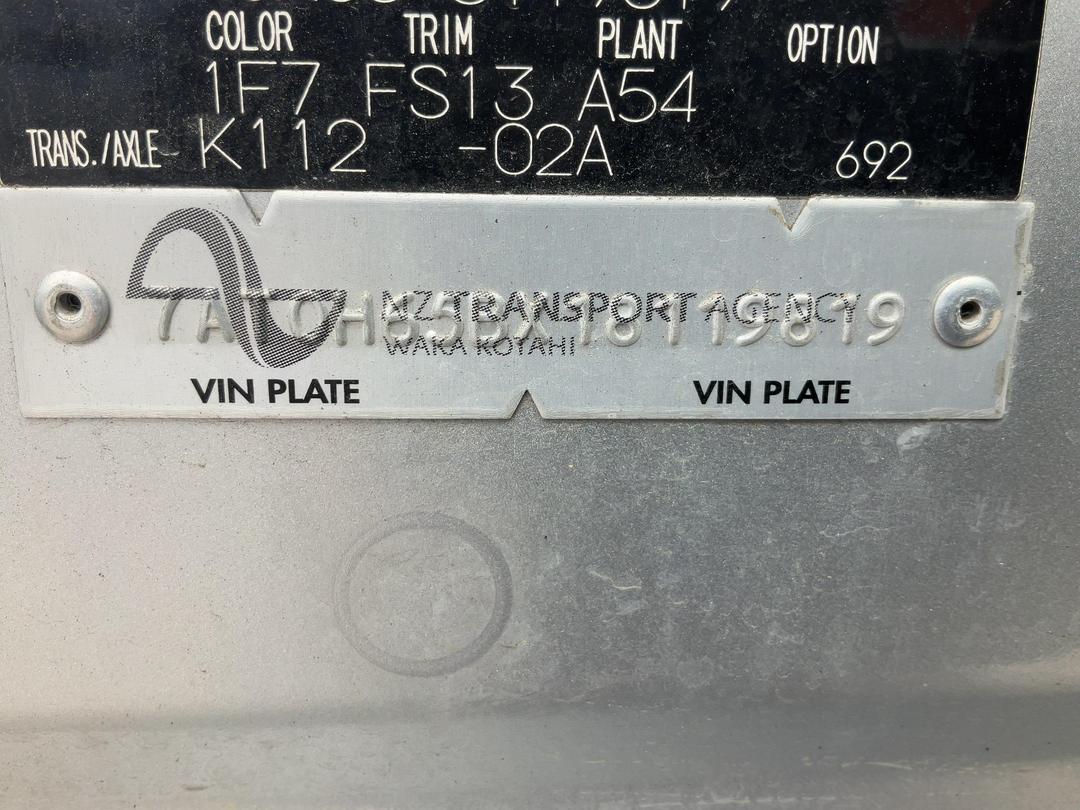 COLOR TRIM PLANT OPTION
1F7 FS13 A54
TRANS./AXLE K112 -02A 692
NZ TRANSPORT AGENCY
7AT0H65BX18119819
WAKA KOTAHI
VIN PLATE VIN PLATE